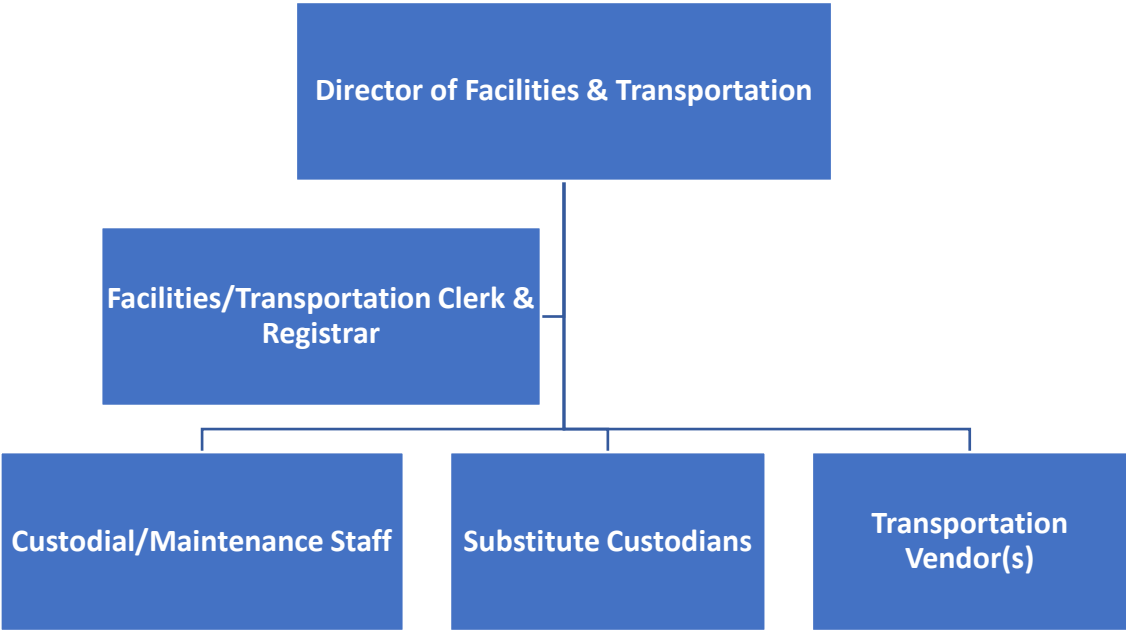 Director of Facilities & Transportation
Facilities/Transportation Clerk &
Registrar
Custodial/Maintenance Staff
Substitute Custodians
Transportation
Vendor(s)